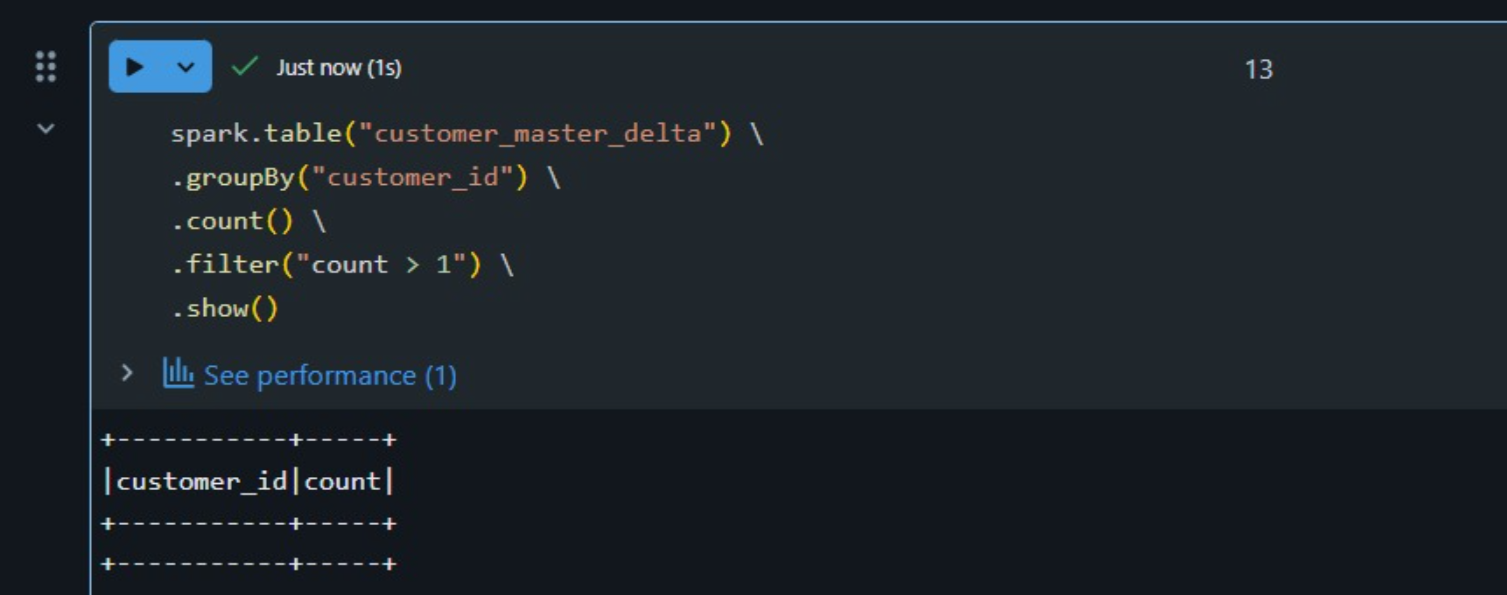 Just now (1s)
13
spark.table("customer_master_delta") \
.groupBy("customer_id") \
.count() \
.filter("count > 1") \
.show()
See performance (1)
+-----------+-----+
|customer_id|count|
+-----------+-----+
+-----------+-----+